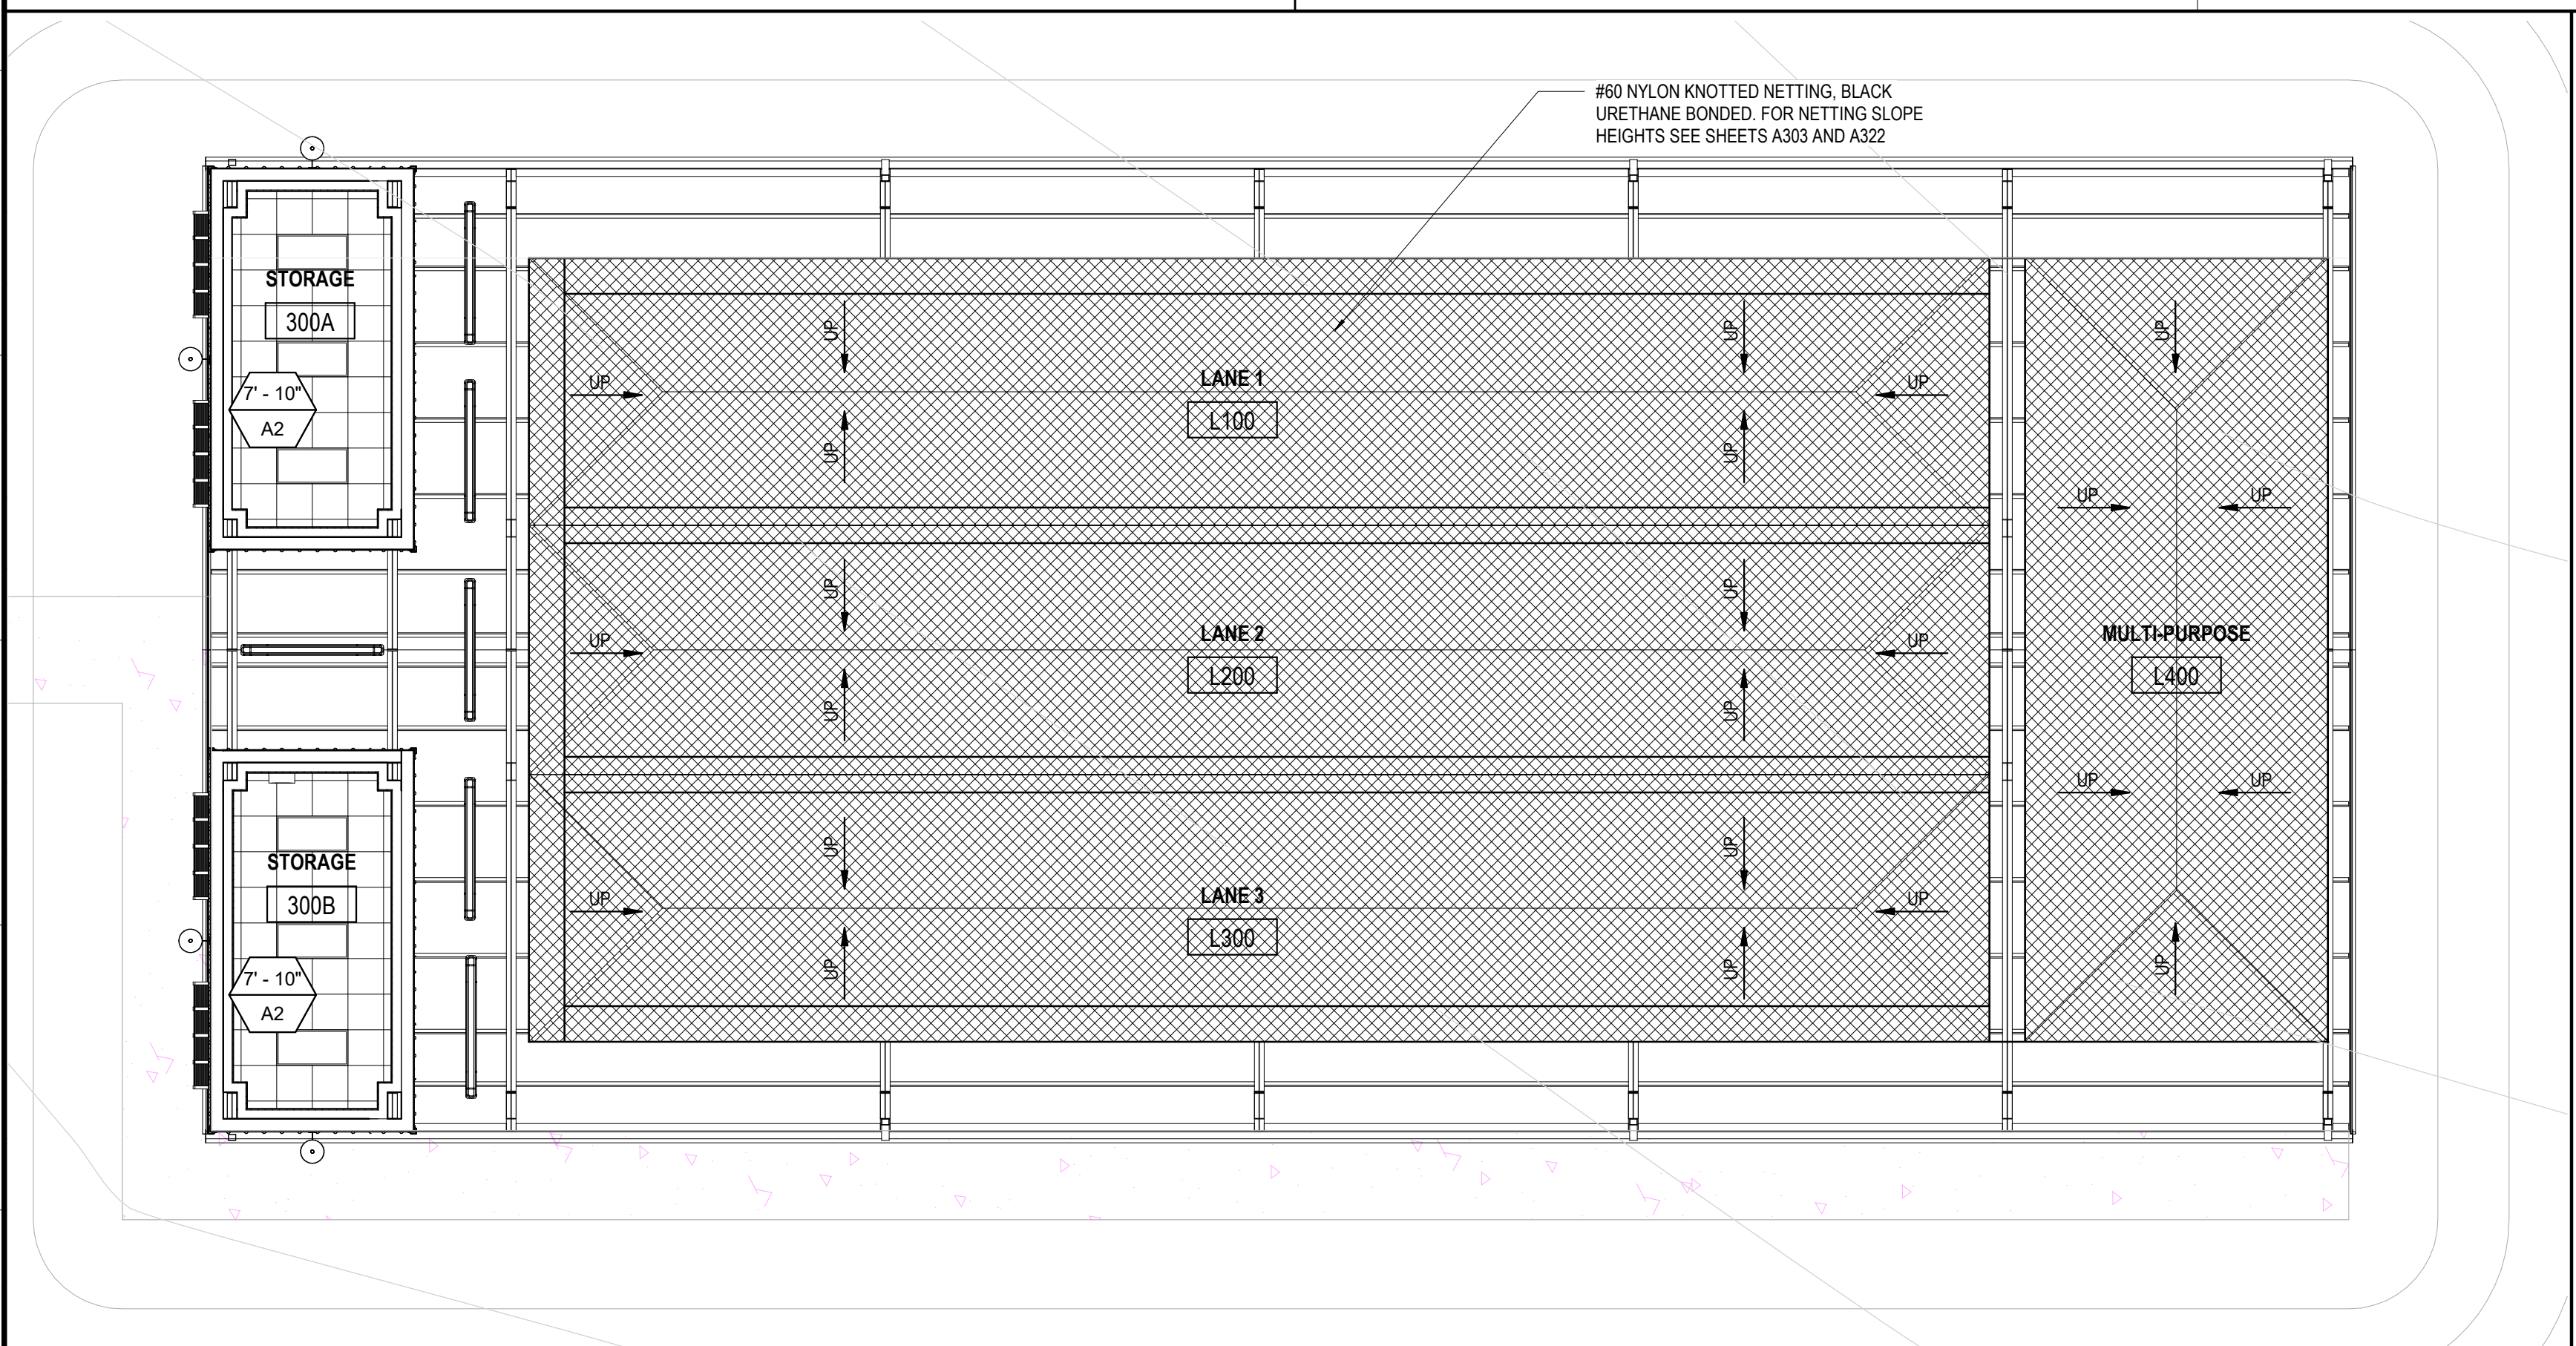 #60 NYLON KNOTTED NETTING, BLACK
URETHANE BONDED. FOR NETTING SLOPE
HEIGHTS SEE SHEETS A303 AND A322
STORAGE
300A
7' - 10"
A2
UP
UP
UP
UP
UP
UP
LANE 1
L100
UP
UP
UP
UP
UP
UP
LANE 2
L200
UP
UP
UP
UP
UP
UP
LANE 3
L300
UP
UP
UP
UP
UP
UP
MULTI-PURPOSE
L400
STORAGE
300B
7' - 10"
A2